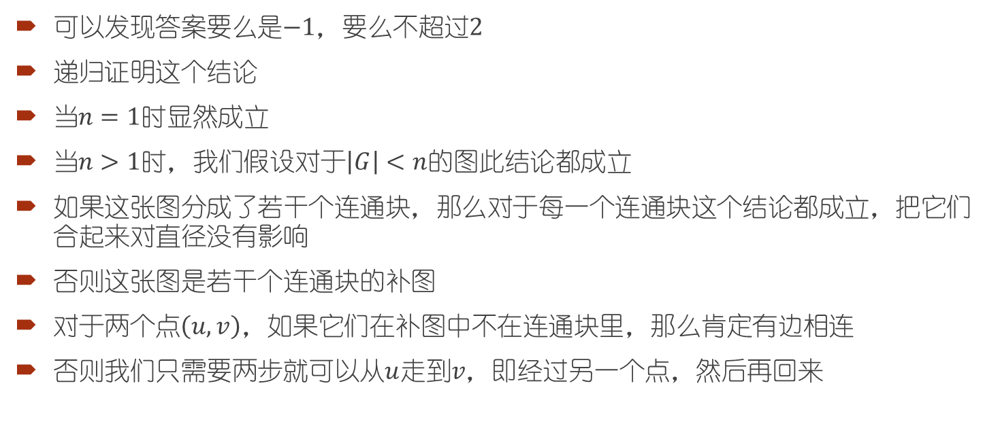 可以发现答案要么是−1，要么不超过2
递归证明这个结论
当n = 1时显然成立
当n > 1时，我们假设对于|G| < n的图此结论都成立
如果这张图分成了若干个连通块，那么对于每一个连通块这个结论都成立，把它们
合起来对直径没有影响
否则这张图是若干个连通块的补图
对于两个点(u, v)，如果它们在补图中不在连通块里，那么肯定有边相连
否则我们只需要两步就可以从u走到v，即经过另一个点，然后再回来